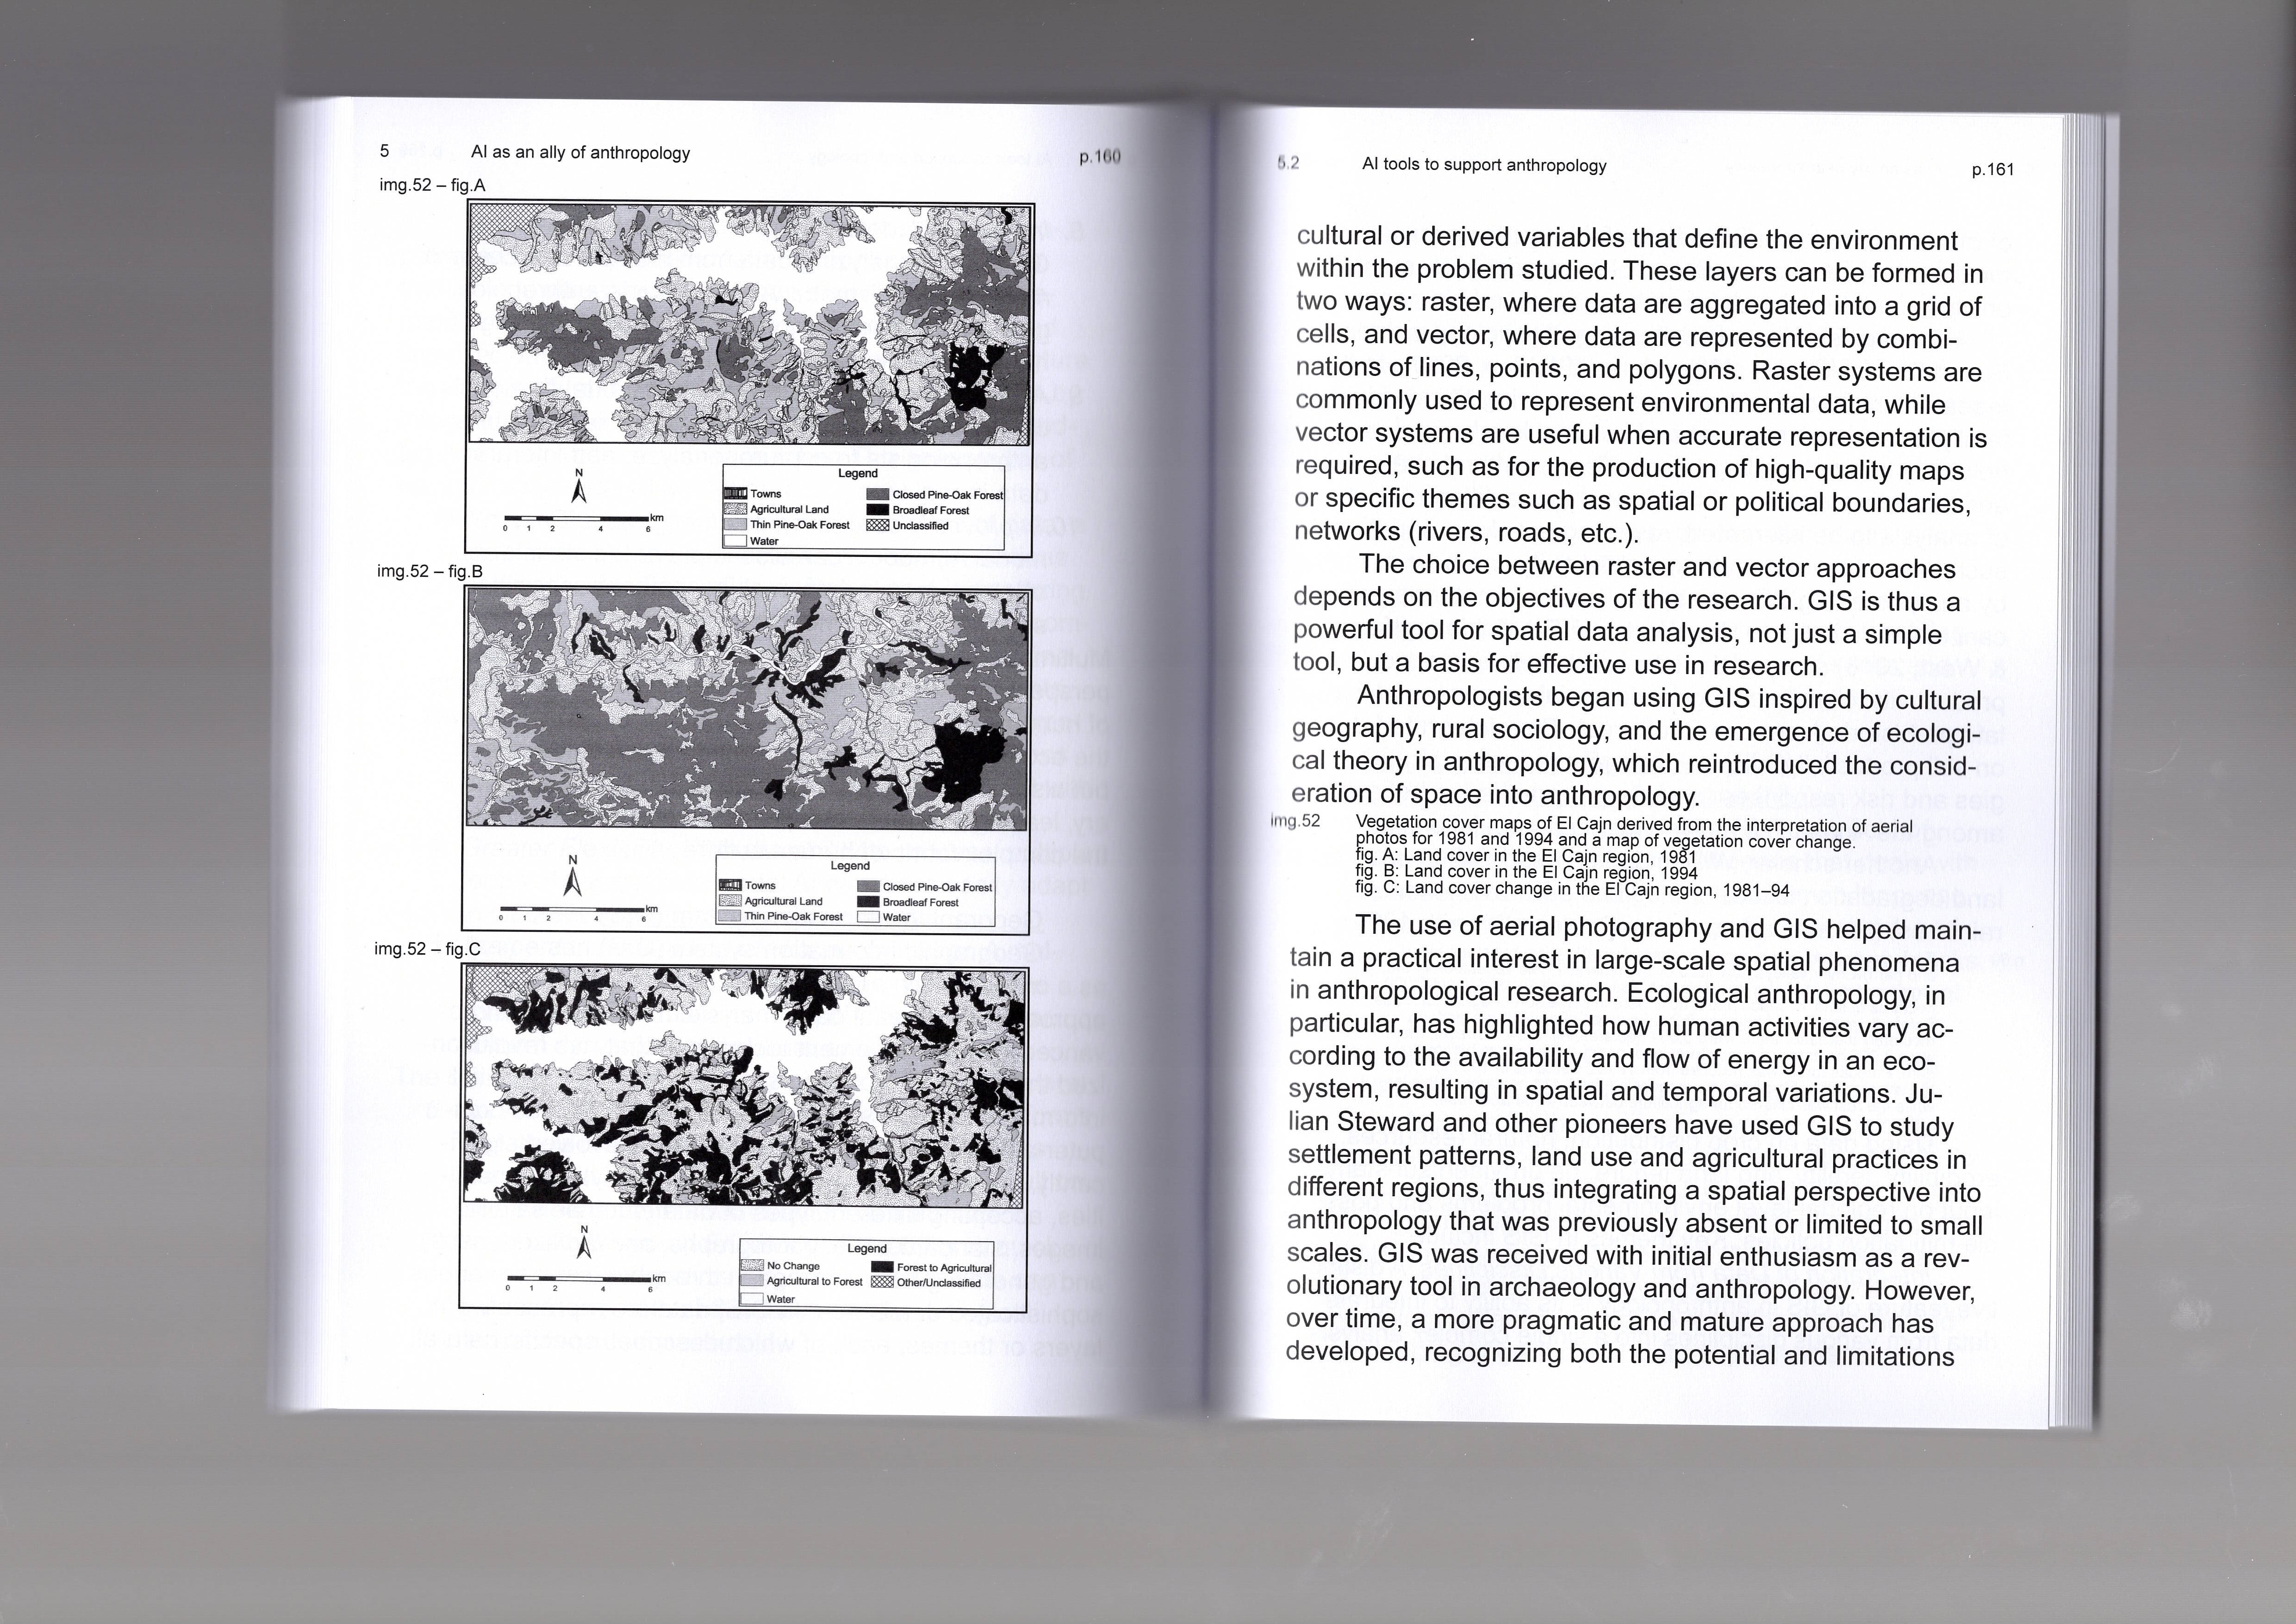 5 AI as an ally of anthropology p.160
img.52 – fig.A
N
km
0 1 2 4 6
Legend
Towns
Agricultural Land
Thin Pine-Oak Forest
Water
Closed Pine-Oak Forest
Broadleaf Forest
Unclassified
img.52 – fig.B
N
km
0 1 2 4 6
Legend
Towns
Agricultural Land
Thin Pine-Oak Forest
Closed Pine-Oak Forest
Broadleaf Forest
Water
img.52 – fig.C
N
km
0 1 2 4 6
Legend
No Change
Agricultural to Forest
Water
Forest to Agricultural
Other/Unclassified
5.2 AI tools to support anthropology p.161
cultural or derived variables that define the environment
within the problem studied. These layers can be formed in
two ways: raster, where data are aggregated into a grid of
cells, and vector, where data are represented by combi-
nations of lines, points, and polygons. Raster systems are
commonly used to represent environmental data, while
vector systems are useful when accurate representation is
required, such as for the production of high-quality maps
or specific themes such as spatial or political boundaries,
networks (rivers, roads, etc.).
The choice between raster and vector approaches
depends on the objectives of the research. GIS is thus a
powerful tool for spatial data analysis, not just a simple
tool, but a basis for effective use in research.
Anthropologists began using GIS inspired by cultural
geography, rural sociology, and the emergence of ecologi-
cal theory in anthropology, which reintroduced the consid-
eration of space into anthropology.
img.52 Vegetation cover maps of El Cajn derived from the interpretation of aerial
photos for 1981 and 1994 and a map of vegetation cover change.
fig. A: Land cover in the El Cajn region, 1981
fig. B: Land cover in the El Cajn region, 1994
fig. C: Land cover change in the El Cajn region, 1981–94
The use of aerial photography and GIS helped main-
tain a practical interest in large-scale spatial phenomena
in anthropological research. Ecological anthropology, in
particular, has highlighted how human activities vary ac-
cording to the availability and flow of energy in an eco-
system, resulting in spatial and temporal variations. Ju-
lian Steward and other pioneers have used GIS to study
settlement patterns, land use and agricultural practices in
different regions, thus integrating a spatial perspective into
anthropology that was previously absent or limited to small
scales. GIS was received with initial enthusiasm as a rev-
olutionary tool in archaeology and anthropology. However,
over time, a more pragmatic and mature approach has
developed, recognizing both the potential and limitations